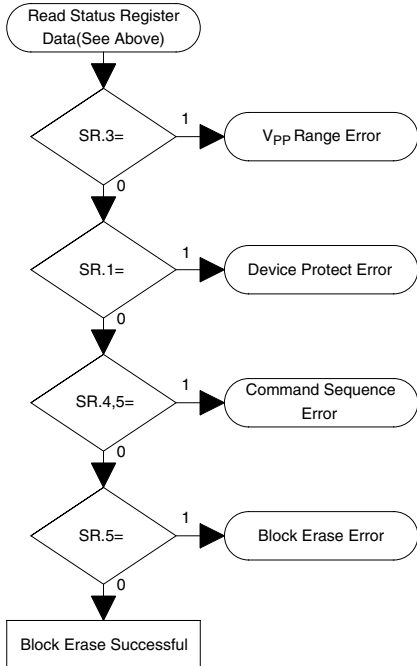 Read Status Register
Data(See Above)
SR.3=
1
VPP Range Error
0
SR.1=
1
Device Protect Error
0
SR.4,5=
1
Command Sequence
Error
0
SR.5=
1
Block Erase Error
0
Block Erase Successful